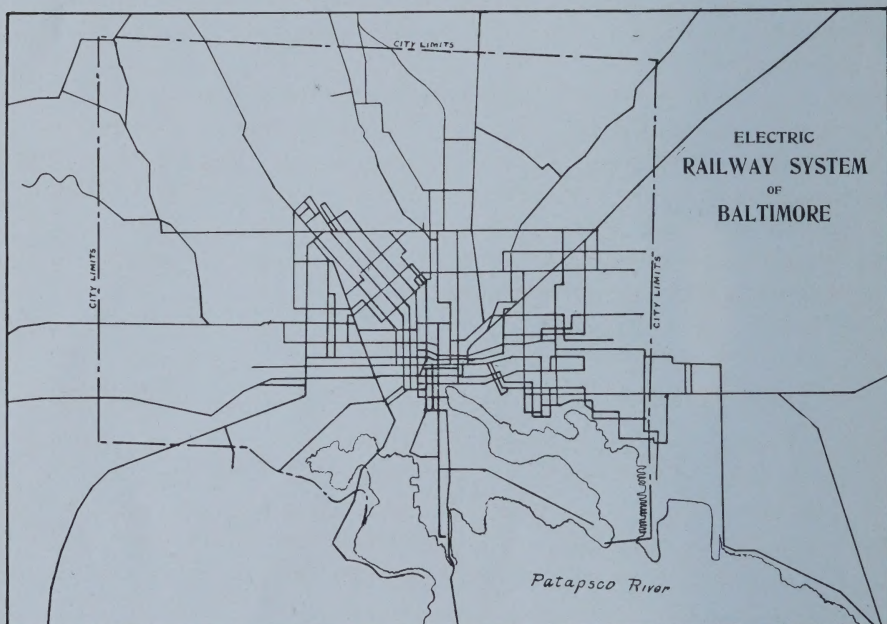 CITY LIMITS
ELECTRIC
RAILWAY SYSTEM
OF
BALTIMORE
CITY LIMITS
CITY LIMITS
Patapsco River